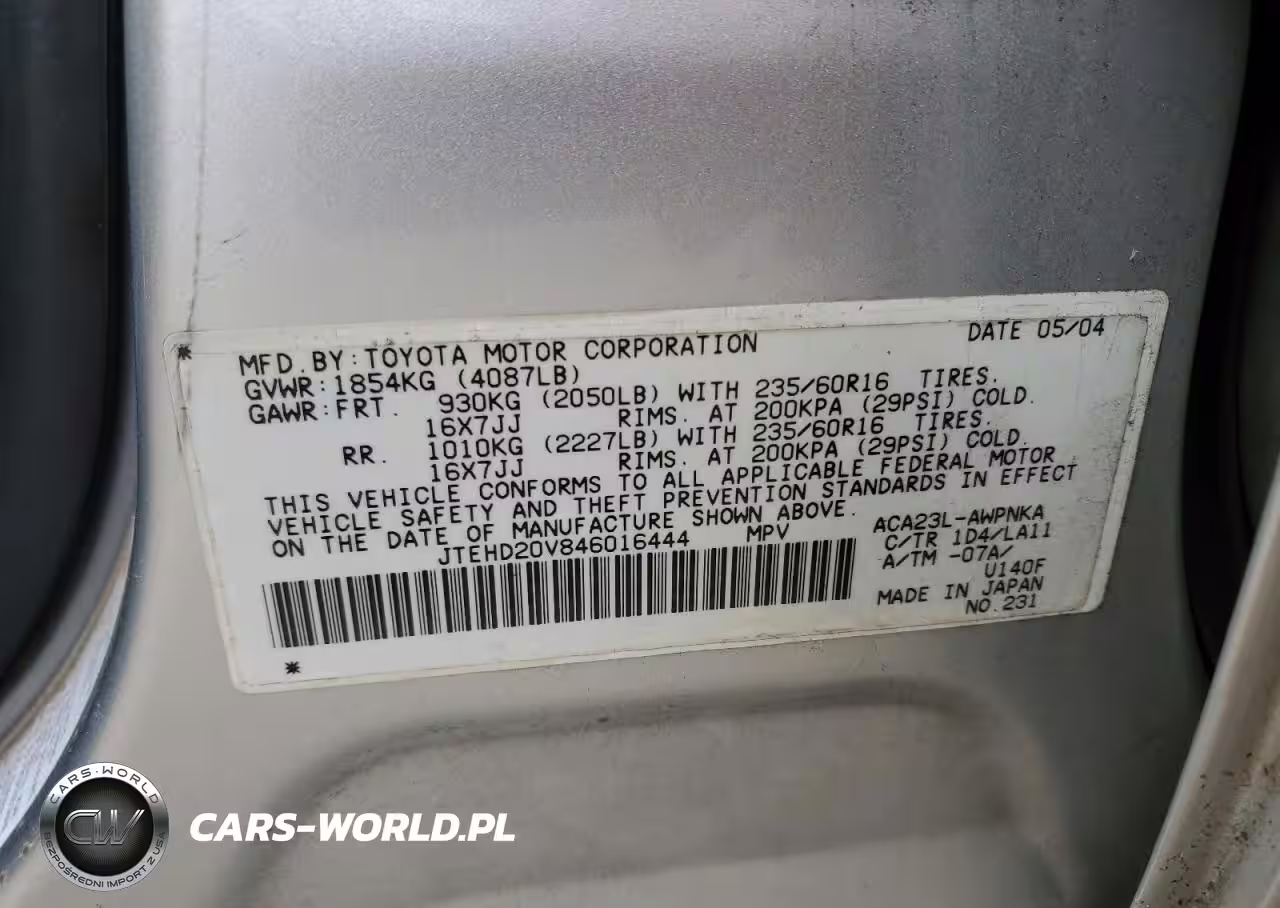 DATE 05/04
MFD. BY: TOYOTA MOTOR CORPORATION
GVWR: 1854KG (4087LB)
GAWR: FRT. 930KG (2050LB) WITH 235/60R16 TIRES.
16X7JJ RIMS. AT 200KPA (29PSI) COLD.
RR. 1010KG (2227LB) WITH 235/60R16 TIRES.
16X7JJ RIMS. AT 200KPA (29PSI) COLD.
THIS VEHICLE CONFORMS TO ALL APPLICABLE FEDERAL MOTOR
VEHICLE SAFETY AND THEFT PREVENTION STANDARDS IN EFFECT
ON THE DATE OF MANUFACTURE SHOWN ABOVE.
JTEHD20V846016444 MPV
ACA23L-AWPNKA
C/TR 1D4/LA11
A/TM -07A/
U140F
MADE IN JAPAN
NO.231
CARS-WORLD
CW
BEZPOŚREDNI IMPORT Z USA
CARS-WORLD.PL